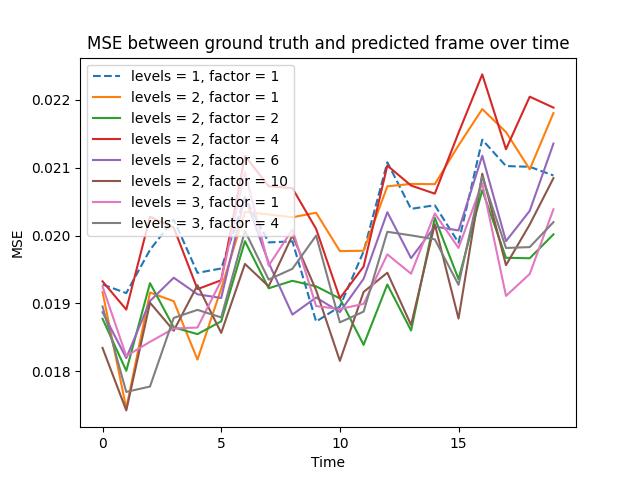 MSE between ground truth and predicted frame over time
levels = 1, factor = 1
levels = 2, factor = 1
levels = 2, factor = 2
levels = 2, factor = 4
levels = 2, factor = 6
levels = 2, factor = 10
levels = 3, factor = 1
levels = 3, factor = 4
0.022
0.021
0.020
0.019
0.018
MSE
0 5 10 15
Time